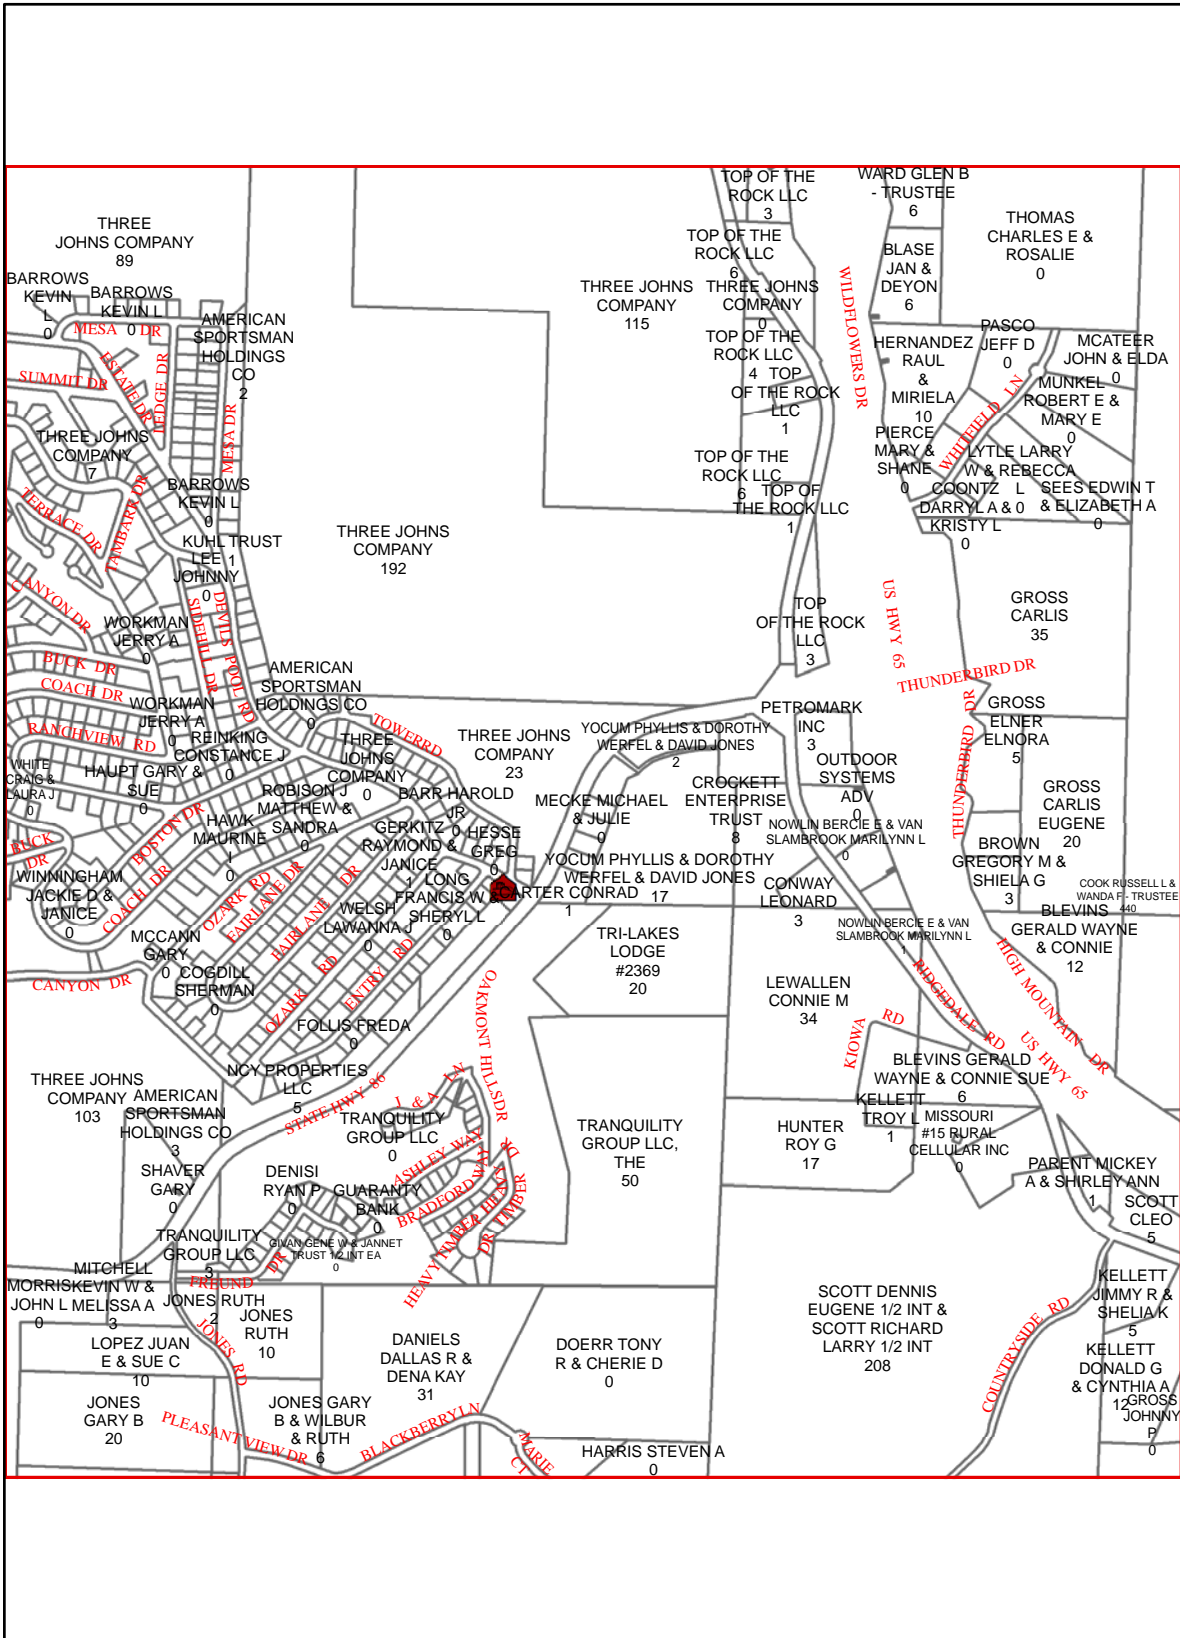 TOP OF THE
ROCK LLC
3
WARD GLEN B
- TRUSTEE
6
THREE
JOHNS COMPANY
89
THOMAS
CHARLES E &
ROSALIE
0
TOP OF THE
ROCK LLC
6
BLASE
JAN &
DEYON
6
BARROWS
KEVIN
L
0
BARROWS
KEVIN L
0
THREE JOHNS
COMPANY
115
THREE JOHNS
COMPANY
0
WILDFLOWERS DR
MESA DR
AMERICAN
SPORTSMAN
HOLDINGS
CO
2
TOP OF THE
ROCK LLC
4
TOP
OF THE ROCK
LLC
1
HERNANDEZ
RAUL
&
MIRIELA
10
PASCO
JEFF D
0
MCATEER
JOHN & ELDA
0
SUMMIT DR
ESTATE DR
LEDGE DR
MESA DR
MUNKEL
ROBERT E &
MARY E
0
WHITEFIELD LN
THREE JOHNS
COMPANY
7
PIERCE
MARY &
SHANE
0
LYTLE LARRY
W & REBECCA
L
0
TOP OF THE
ROCK LLC
6
TOP OF
THE ROCK LLC
1
COONTZ
DARRYL A &
KRISTY L
0
SEES EDWIN T
& ELIZABETH A
0
TERRACE DR
TAMBARR DR
BARROWS
KEVIN L
0
THREE JOHNS
COMPANY
192
KUHL TRUST
1
LEE
JOHNNY
0
CANYON DR
SIDEHILL DR
DEVILS POOL RD
US HWY 65
GROSS
CARLIS
35
WORKMAN
JERRY A
0
TOP
OF THE ROCK
LLC
3
BUCK DR
COACH DR
RANCHVIEW RD
AMERICAN
SPORTSMAN
HOLDINGS CO
0
THUNDERBIRD DR
WORKMAN
JERRY A
0
REINKING
CONSTANCE J
0
TOWERRD
THREE JOHNS
COMPANY
23
YOCUM PHYLLIS & DOROTHY
WERFEL & DAVID JONES
2
PETROMARK
INC
3
GROSS
ELNER
ELNORA
5
THUNDERBIRD DR
WHITE
CRAIG &
LAURA J
0
HAUPT GARY &
SUE
0
THREE
JOHNS
COMPANY
0
OUTDOOR
SYSTEMS
ADV
0
ROBISON J
MATTHEW &
SANDRA
0
BARR HAROLD
JR
0
MECKE MICHAEL
& JULIE
0
CROCKETT
ENTERPRISE
TRUST
8
GROSS
CARLIS
EUGENE
20
BOSTON DR
HAWK
MAURINE
I
0
GERKITZ
RAYMOND &
JANICE
1
HESSE
GREG
0
NOWLIN BERCIE E & VAN
SLAMBROOK MARILYNN L
0
BROWN
GREGORY M &
SHIELA G
3
BUCK
DR
COACH DR
WINNINGHAM
JACKIE D &
JANICE
0
YOCUM PHYLLIS & DOROTHY
WERFEL & DAVID JONES
17
CONWAY
LEONARD
3
COOK RUSSELL L &
WANDA F - TRUSTEE
440
OZARK RD
FAIRLANE DR
FAIRLANE DR
LONG
FRANCIS W &
SHERYL L
0
CARTER CONRAD
1
WELSH
LAWANNA J
0
NOWLIN BERCIE E & VAN
SLAMBROOK MARILYNN L
1
BLEVINS
GERALD WAYNE
& CONNIE
12
MCCANN
GARY
0
TRI-LAKES
LODGE
#2369
20
CANYON DR
COGDILL
SHERMAN
0
OZARK RD
ENTRY RD
OAKMONT HILLSDR
LEWALLEN
CONNIE M
34
RIDGEDALE RD
HIGH MOUNTAIN DR
FOLLIS FREDA
0
KIOWA RD
US HWY 65
THREE JOHNS
COMPANY
103
NCY PROPERTIES
LLC
5
STATE HWY 86
J & A LN
BLEVINS GERALD
WAYNE & CONNIE SUE
6
AMERICAN
SPORTSMAN
HOLDINGS CO
3
TRANQUILITY
GROUP LLC
0
TRANQUILITY
GROUP LLC,
THE
50
HUNTER
ROY G
17
KELLETT
TROY L
1
MISSOURI
#15 RURAL
CELLULAR INC
0
ASHLEY WAY
BRADFORD WAY
HEAVY TIMBER DR
HEAVY TIMBER DR
SHAVER
GARY
0
DENISI
RYAN P
0
GUARANTY
BANK
0
PARENT MICKEY
A & SHIRLEY ANN
1
SCOTT
CLEO
5
TRANQUILITY
GROUP LLC
3
GIVAN GENE W & JANNET
TRUST 1/2 INT EA
0
FREUND DR
MORRIS
JOHN L
0
MITCHELL
KEVIN W &
MELISSA A
3
JONES RUTH
2
JONES
RUTH
10
SCOTT DENNIS
EUGENE 1/2 INT &
SCOTT RICHARD
LARRY 1/2 INT
208
KELLETT
JIMMY R &
SHELIA K
5
COUNTRYSIDE RD
LOPEZ JUAN
E & SUE C
10
JONES RD
DANIELS
DALLAS R &
DENA KAY
31
DOERR TONY
R & CHERIE D
0
KELLETT
DONALD G
& CYNTHIA A
12
JONES
GARY B
20
PLEASANT VIEW DR
JONES GARY
B & WILBUR
& RUTH
6
BLACKBERRY LN
MARIE CT
GROSS
JOHNNY
P
0
HARRIS STEVEN A
0